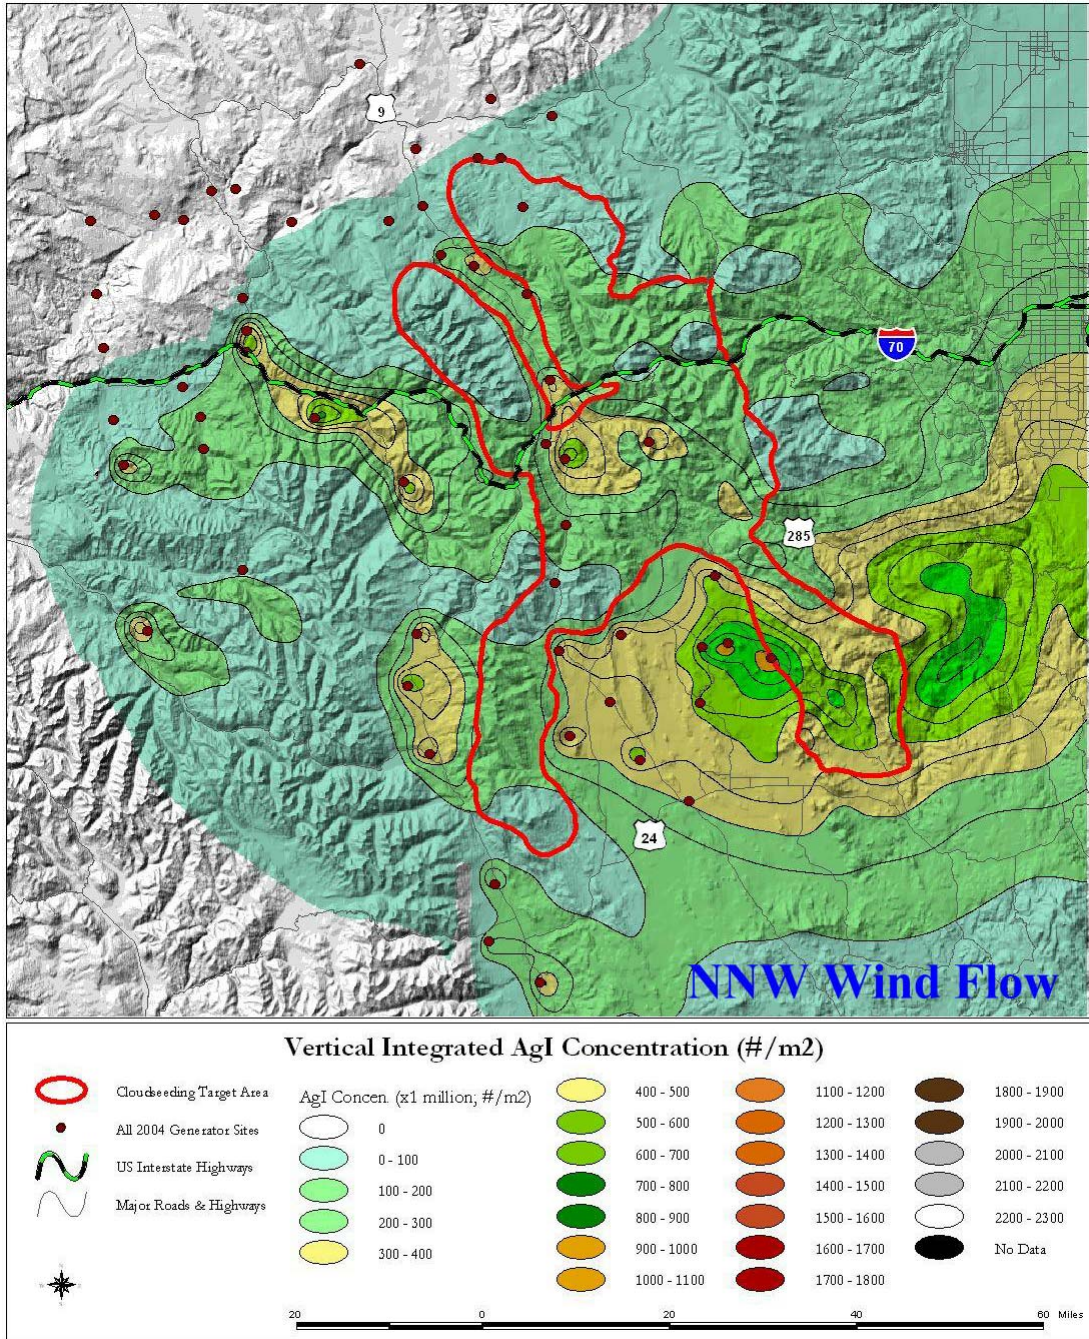 9
70
285
24
NNW Wind Flow
Vertical Integrated AgI Concentration (#/m2)
Cloudseeding Target Area
All 2004 Generator Sites
US Interstate Highways
Major Roads & Highways
AgI Concen. (x1 million; #/m2)
0
0 - 100
100 - 200
200 - 300
300 - 400
400 - 500
500 - 600
600 - 700
700 - 800
800 - 900
900 - 1000
1000 - 1100
1100 - 1200
1200 - 1300
1300 - 1400
1400 - 1500
1500 - 1600
1600 - 1700
1700 - 1800
1800 - 1900
1900 - 2000
2000 - 2100
2100 - 2200
2200 - 2300
No Data
20 0 20 40 60 Miles